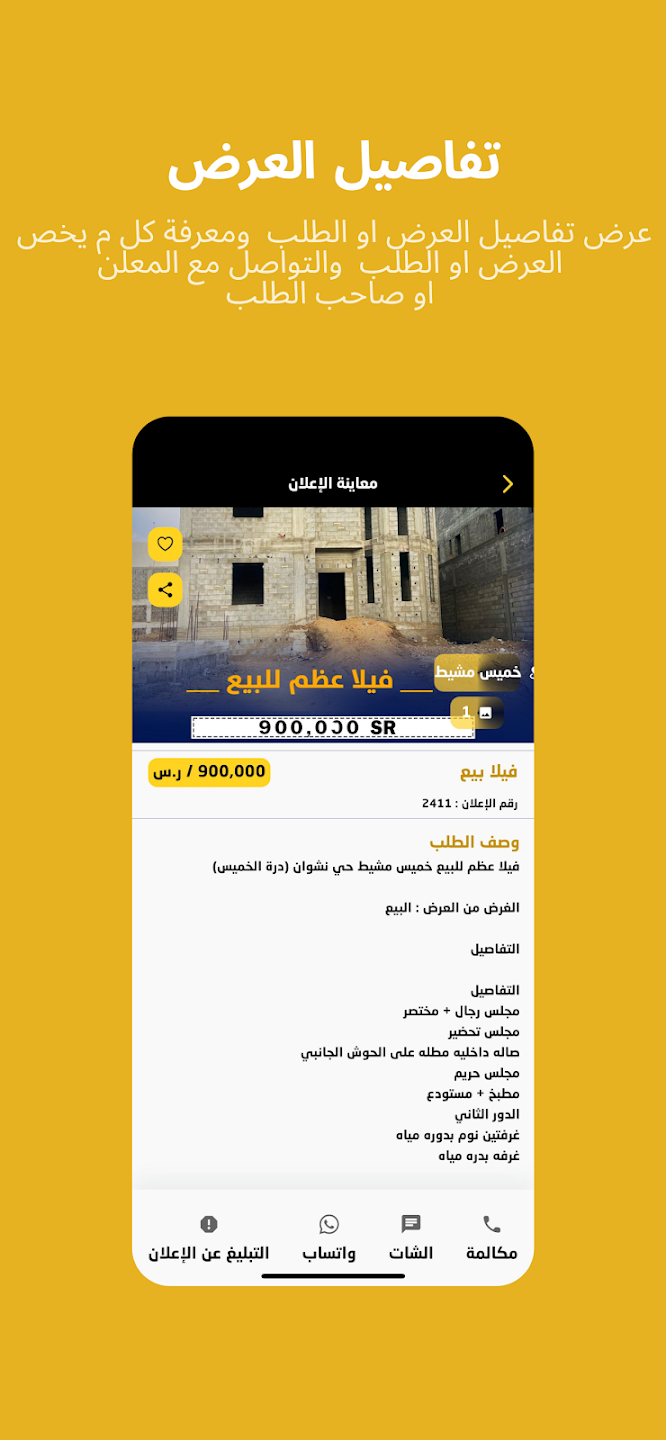 تفاصيل العرض
عرض تفاصيل العرض او الطلب ومعرفة كل م يخص
العرض او الطلب والتواصل مع المعلن
او صاحب الطلب
معاينة الإعلان
خميس مشيط
___ فيلا عظم للبيع ___
1
900,000 SR
فيلا بيع
900,000 / ر.س
رقم الإعلان : 2411
وصف الطلب
فيلا عظم للبيع خميس مشيط حي نشوان (درة الخميس)
الغرض من العرض : البيع
التفاصيل
التفاصيل
مجلس رجال + مختصر
مجلس تحضير
صاله داخليه مطله على الحوش الجانبي
مجلس حريم
مطبخ + مستودع
الدور الثاني
غرفتين نوم بدوره مياه
غرفه بدره مياه
مكالمة
الشات
واتساب
التبليغ عن الإعلان